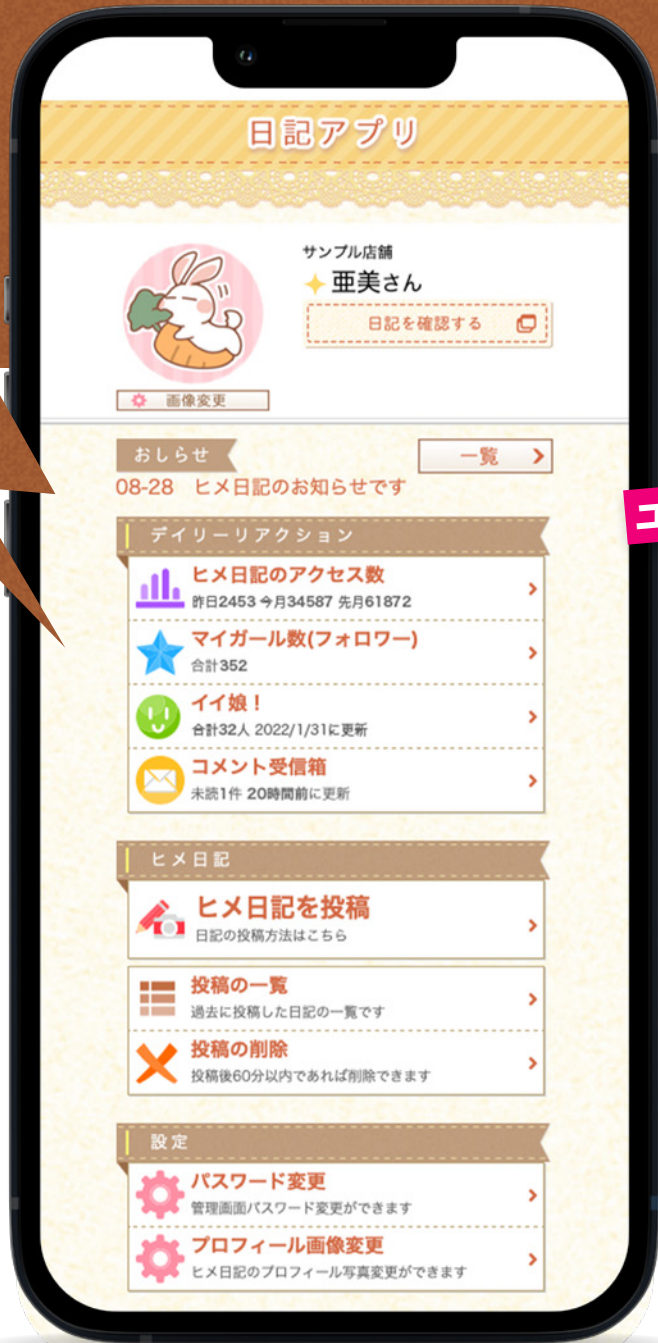 日記アプリ
サンプル店舗
亜美さん
日記を確認する
画像変更
おしらせ
一覧
08-28 ヒメ日記のお知らせです
デイリーリアクション
ヒメ日記のアクセス数
昨日2453 今月34587 先月61872
マイガール数(フォロワー)
合計352
イイ娘！
合計32人 2022/1/31に更新
コメント受信箱
未読1件 20時間前に更新
ヒメ日記
ヒメ日記を投稿
日記の投稿方法はこちら
投稿の一覧
過去に投稿した日記の一覧です
投稿の削除
投稿後60分以内であれば削除できます
設定
パスワード変更
管理画面パスワード変更ができます
プロフィール画像変更
ヒメ日記のプロフィール写真変更ができます